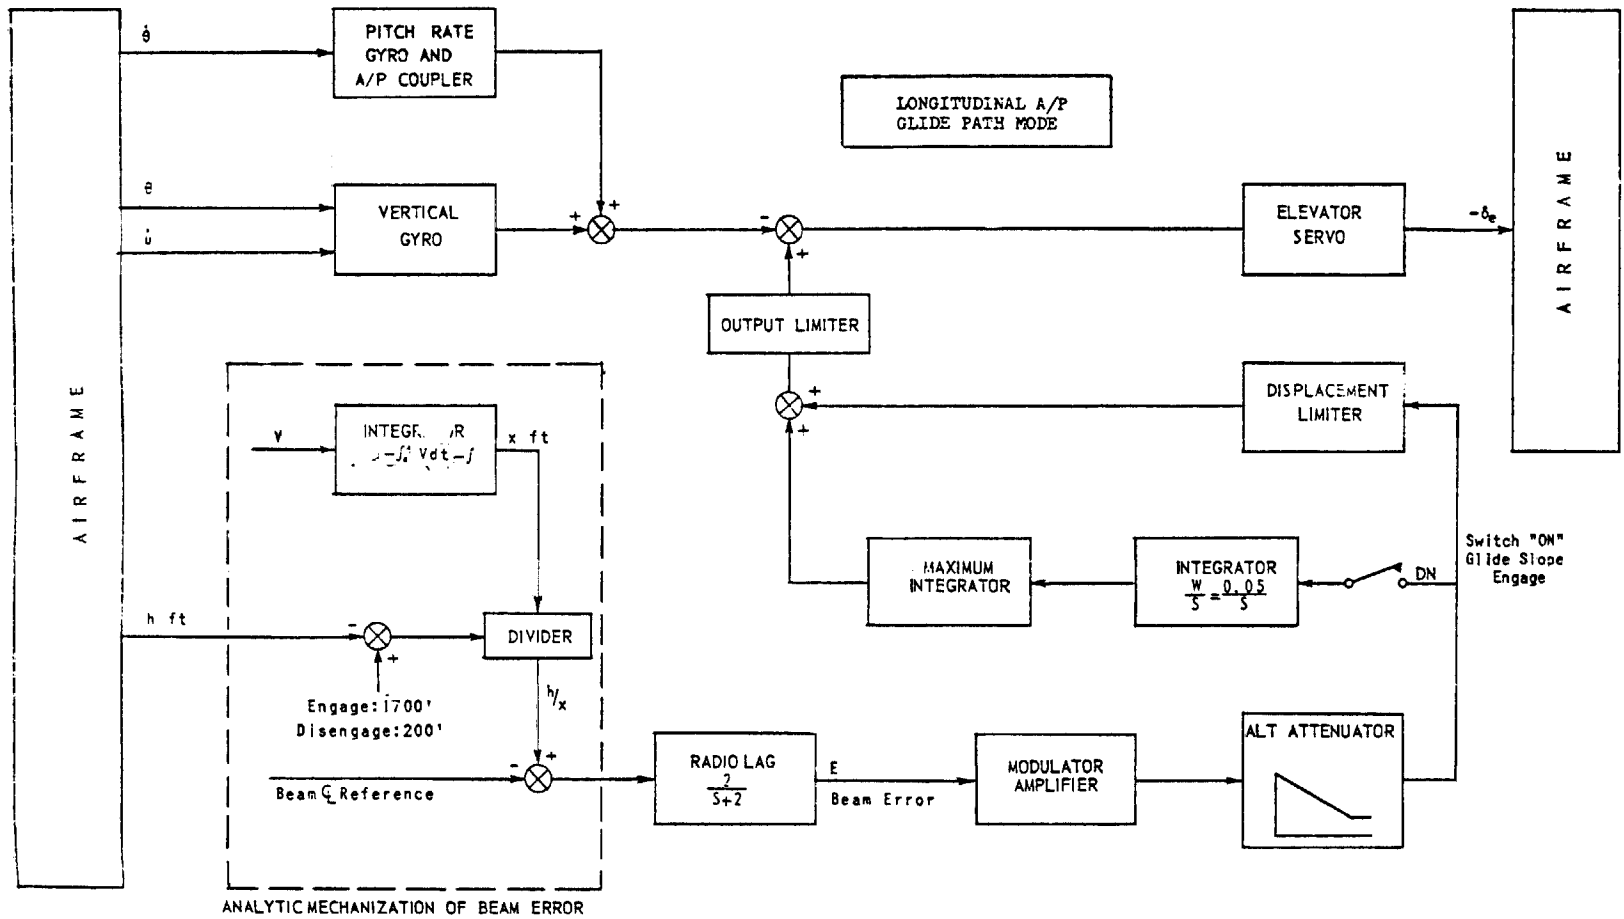 θ̇
PITCH RATE
GYRO AND
A/P COUPLER
LONGITUDINAL A/P
GLIDE PATH MODE
θ
u̇
VERTICAL
GYRO
+
+
-
+
ELEVATOR
SERVO
-δe
AIRFRAME
OUTPUT LIMITER
AIRFRAME
V
x ft
Vdt
+
+
DISPLACEMENT
LIMITER
MAXIMUM
INTEGRATOR
INTEGRATOR
W/S = 0.05/S
DN
Switch "ON"
Glide Slope
Engage
h ft
-
+
DIVIDER
Engage: 1700'
Disengage: 200'
h/x
+
-
Beam ℄ Reference
RADIO LAG
2/S+2
E
Beam Error
MODULATOR
AMPLIFIER
ALT ATTENUATOR
ANALYTIC MECHANIZATION OF BEAM ERROR